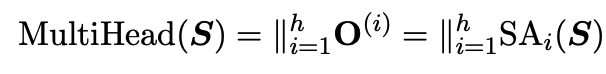 MultiHead(𝑺) = ∥ᵢ₌₁ʰ 𝐎⁽ⁱ⁾ = ∥ᵢ₌₁ʰ SAᵢ(𝑺)